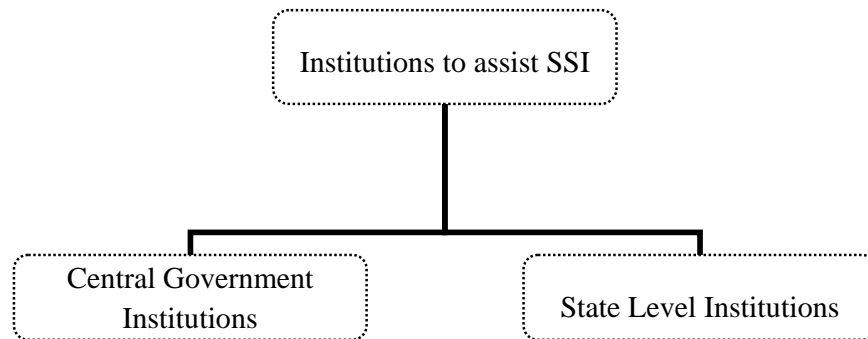 Institutions to assist SSI
Central Government
Institutions
State Level Institutions